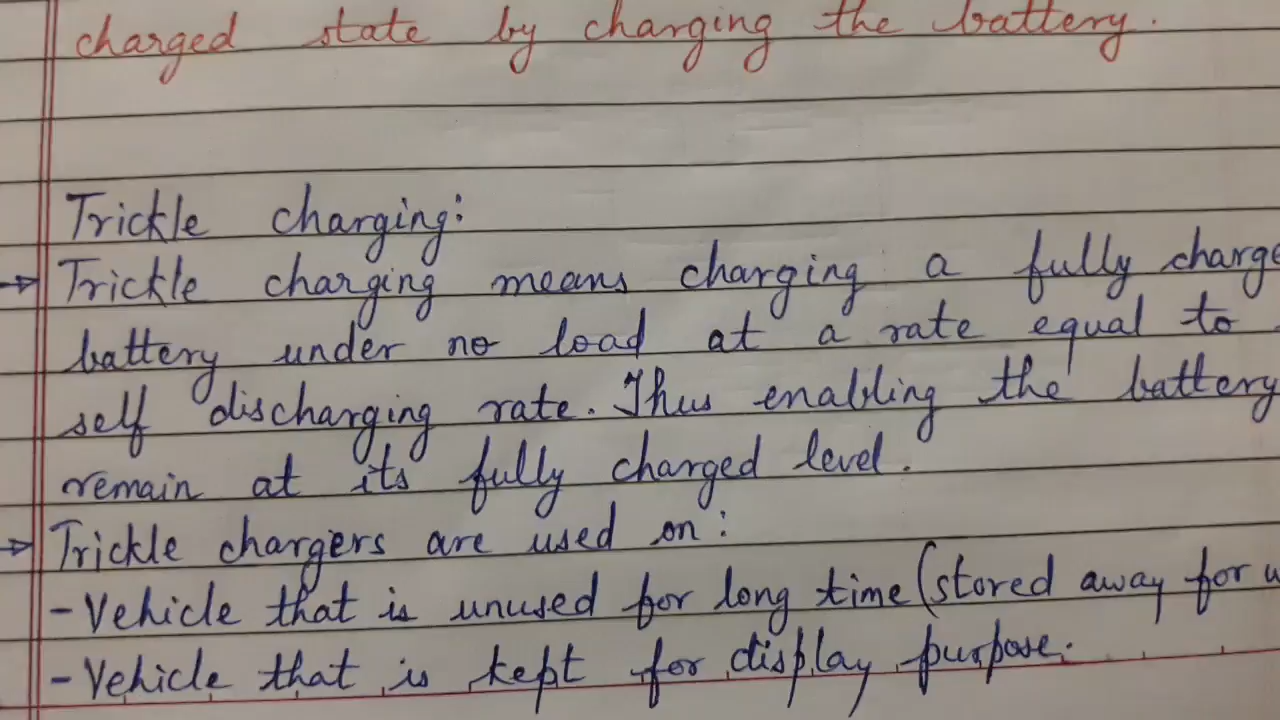 charged state by charging the battery.
Trickle charging:
→ Trickle charging means charging a fully charge
battery under no load at a rate equal to
self discharging rate. Thus enabling the battery
remain at its fully charged level.
→ Trickle chargers are used on:
- Vehicle that is unused for long time (stored away for
- Vehicle that is kept for display purpose.